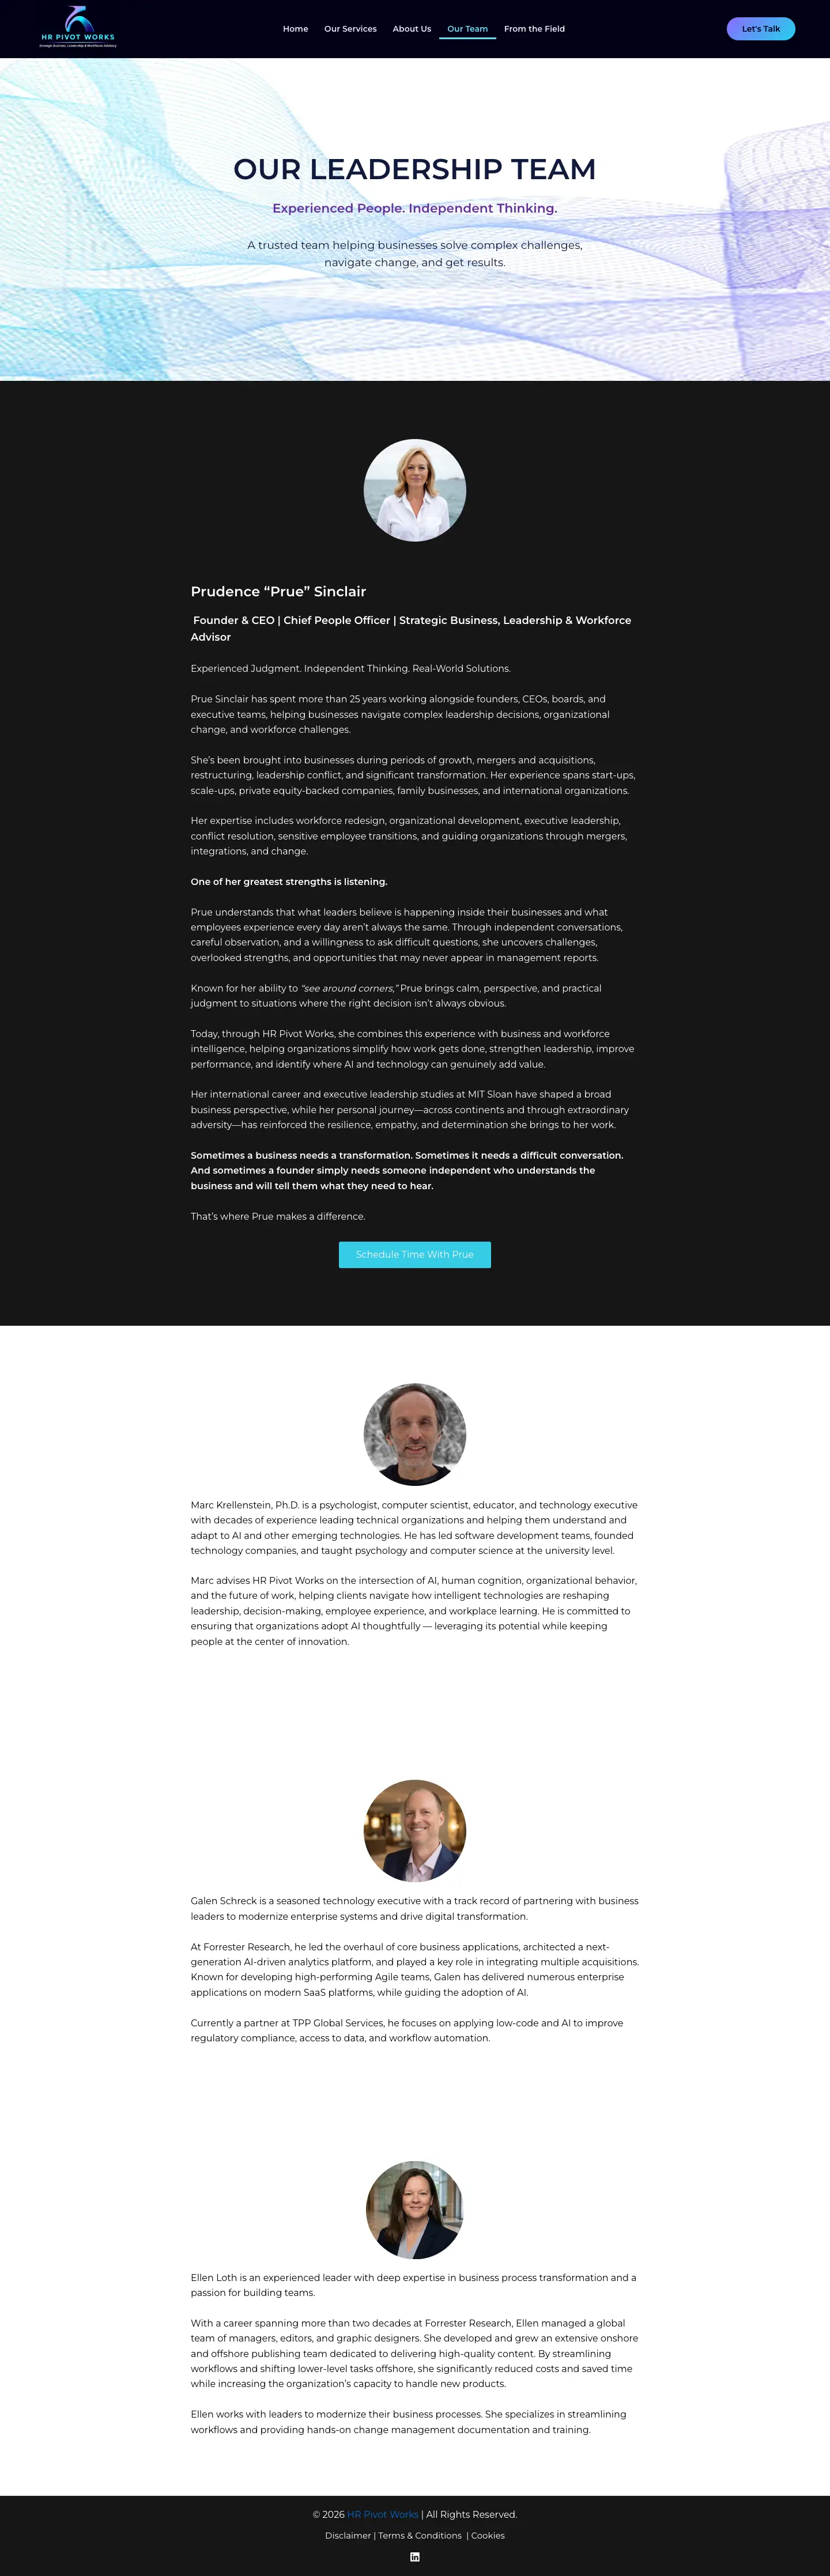 HR PIVOT WORKS
Strategic Business, Leadership & Workforce Advisory
Home
Our Services
About Us
Our Team
From the Field
Let's Talk
OUR LEADERSHIP TEAM
Experienced People. Independent Thinking.
A trusted team helping businesses solve complex challenges,
navigate change, and get results.
Prudence “Prue” Sinclair
Founder & CEO | Chief People Officer | Strategic Business, Leadership & Workforce
Advisor
Experienced Judgment. Independent Thinking. Real-World Solutions.
Prue Sinclair has spent more than 25 years working alongside founders, CEOs, boards, and
executive teams, helping businesses navigate complex leadership decisions, organizational
change, and workforce challenges.
She’s been brought into businesses during periods of growth, mergers and acquisitions,
restructuring, leadership conflict, and significant transformation. Her experience spans start-ups,
scale-ups, private equity-backed companies, family businesses, and international organizations.
Her expertise includes workforce redesign, organizational development, executive leadership,
conflict resolution, sensitive employee transitions, and guiding organizations through mergers,
integrations, and change.
One of her greatest strengths is listening.
Prue understands that what leaders believe is happening inside their businesses and what
employees experience every day aren’t always the same. Through independent conversations,
careful observation, and a willingness to ask difficult questions, she uncovers challenges,
overlooked strengths, and opportunities that may never appear in management reports.
Known for her ability to “see around corners,” Prue brings calm, perspective, and practical
judgment to situations where the right decision isn’t always obvious.
Today, through HR Pivot Works, she combines this experience with business and workforce
intelligence, helping organizations simplify how work gets done, strengthen leadership, improve
performance, and identify where AI and technology can genuinely add value.
Her international career and executive leadership studies at MIT Sloan have shaped a broad
business perspective, while her personal journey—across continents and through extraordinary
adversity—has reinforced the resilience, empathy, and determination she brings to her work.
Sometimes a business needs a transformation. Sometimes it needs a difficult conversation.
And sometimes a founder simply needs someone independent who understands the
business and will tell them what they need to hear.
That’s where Prue makes a difference.
Schedule Time With Prue
Marc Krellenstein, Ph.D. is a psychologist, computer scientist, educator, and technology executive
with decades of experience leading technical organizations and helping them understand and
adapt to AI and other emerging technologies. He has led software development teams, founded
technology companies, and taught psychology and computer science at the university level.
Marc advises HR Pivot Works on the intersection of AI, human cognition, organizational behavior,
and the future of work, helping clients navigate how intelligent technologies are reshaping
leadership, decision-making, employee experience, and workplace learning. He is committed to
ensuring that organizations adopt AI thoughtfully — leveraging its potential while keeping
people at the center of innovation.
Galen Schreck is a seasoned technology executive with a track record of partnering with business
leaders to modernize enterprise systems and drive digital transformation.
At Forrester Research, he led the overhaul of core business applications, architected a next-
generation AI-driven analytics platform, and played a key role in integrating multiple acquisitions.
Known for developing high-performing Agile teams, Galen has delivered numerous enterprise
applications on modern SaaS platforms, while guiding the adoption of AI.
Currently a partner at TPP Global Services, he focuses on applying low-code and AI to improve
regulatory compliance, access to data, and workflow automation.
Ellen Loth is an experienced leader with deep expertise in business process transformation and a
passion for building teams.
With a career spanning more than two decades at Forrester Research, Ellen managed a global
team of managers, editors, and graphic designers. She developed and grew an extensive onshore
and offshore publishing team dedicated to delivering high-quality content. By streamlining
workflows and shifting lower-level tasks offshore, she significantly reduced costs and saved time
while increasing the organization’s capacity to handle new products.
Ellen works with leaders to modernize their business processes. She specializes in streamlining
workflows and providing hands-on change management documentation and training.
© 2026 HR Pivot Works | All Rights Reserved.
Disclaimer | Terms & Conditions | Cookies